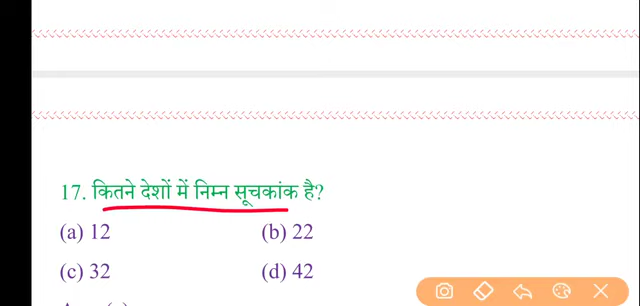 17. कितने देशों में निम्न सूचकांक है?
(a) 12 (b) 22
(c) 32 (d) 42